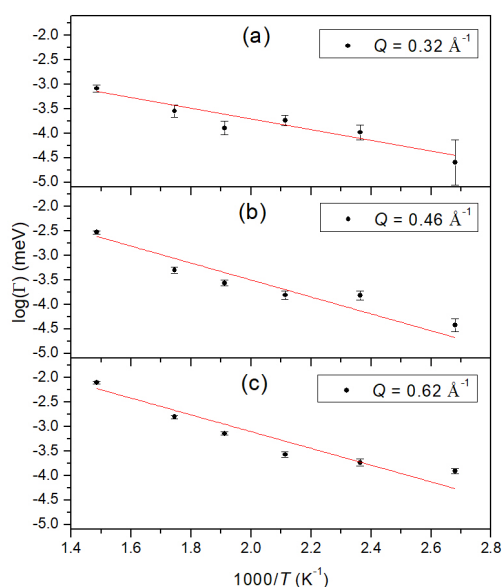 (a)
Q = 0.32 Å⁻¹
-2.0
-2.5
-3.0
-3.5
-4.0
-4.5
-5.0
(b)
Q = 0.46 Å⁻¹
-2.0
-2.5
-3.0
-3.5
-4.0
-4.5
-5.0
log(Γ) (meV)
(c)
Q = 0.62 Å⁻¹
-2.0
-2.5
-3.0
-3.5
-4.0
-4.5
-5.0
1.4 1.6 1.8 2.0 2.2 2.4 2.6 2.8
1000/T (K⁻¹)